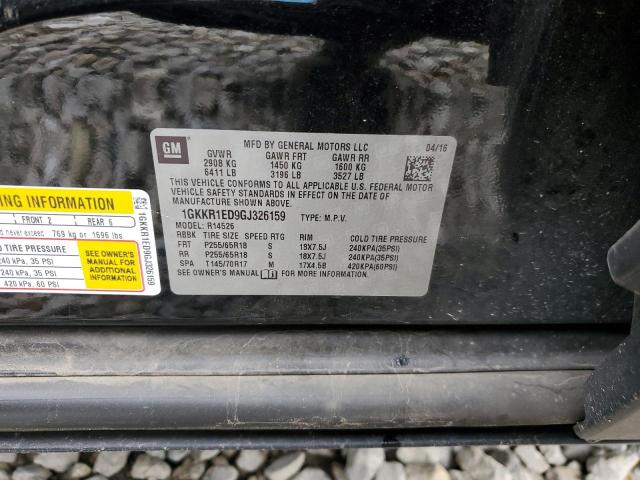 GM
MFD BY GENERAL MOTORS LLC
04/16
GVWR GAWR FRT GAWR RR
2908 KG 1450 KG 1600 KG
6411 LB 3196 LB 3527 LB
THIS VEHICLE CONFORMS TO ALL APPLICABLE U.S. FEDERAL MOTOR
VEHICLE SAFETY STANDARDS IN EFFECT ON THE DATE OF
MANUFACTURE SHOWN ABOVE.
1GKKR1ED9GJ326159 TYPE: M.P.V.
MODEL: R14526
RBBK TIRE SIZE SPEED RTG RIM COLD TIRE PRESSURE
FRT P255/65R18 S 18X7.5J 240KPA(35PSI)
RR P255/65R18 S 18X7.5J 240KPA(35PSI)
SPA T145/70R17 M 17X4.5B 420KPA(60PSI)
SEE OWNER'S MANUAL FOR MORE INFORMATION.
ING INFORMATION
FRONT 2 REAR 5
never exceed 769 kg or 1696 lbs.
COLD TIRE PRESSURE
240 kPa, 35 PSI
240 kPa, 35 PSI
420 kPa, 60 PSI
SEE OWNER'S
MANUAL FOR
ADDITIONAL
INFORMATION
1GKKR1ED9GJ326159